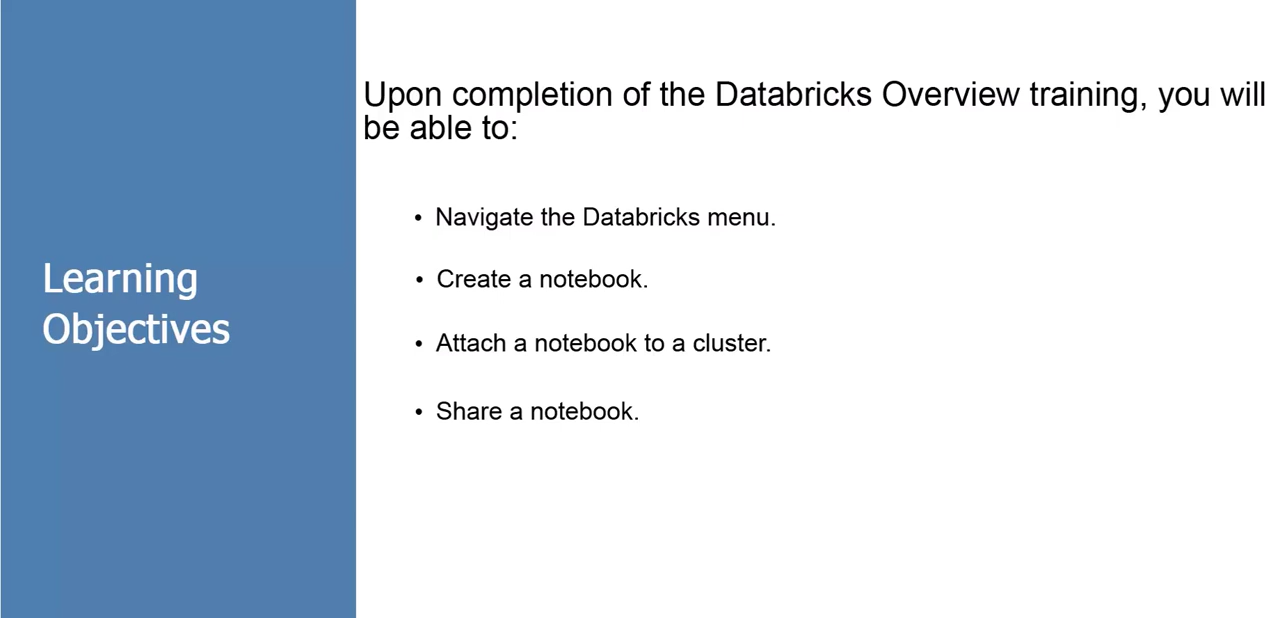 Learning
Objectives
Upon completion of the Databricks Overview training, you will
be able to:
• Navigate the Databricks menu.
• Create a notebook.
• Attach a notebook to a cluster.
• Share a notebook.